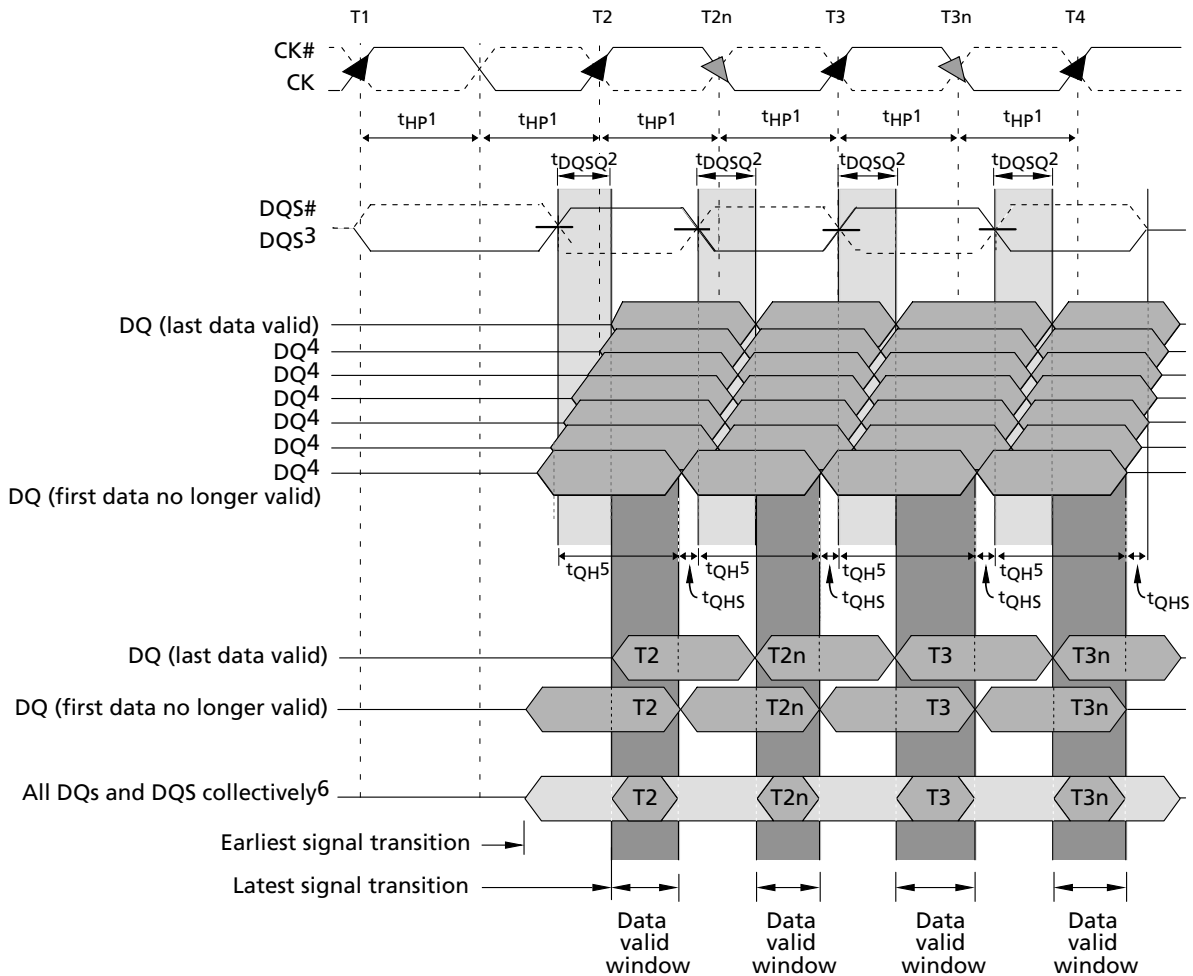 T1 T2 T2n T3 T3n T4
CK#
CK
tHP1 tHP1 tHP1 tHP1 tHP1 tHP1
tDQSQ2 tDQSQ2 tDQSQ2 tDQSQ2
DQS#
DQS3
DQ (last data valid)
DQ4
DQ4
DQ4
DQ4
DQ4
DQ4
DQ (first data no longer valid)
tQH5 tQH5 tQH5 tQH5
tQHS tQHS tQHS tQHS
DQ (last data valid) T2 T2n T3 T3n
DQ (first data no longer valid) T2 T2n T3 T3n
All DQs and DQS collectively6 T2 T2n T3 T3n
Earliest signal transition
Latest signal transition
Data valid window
Data valid window
Data valid window
Data valid window